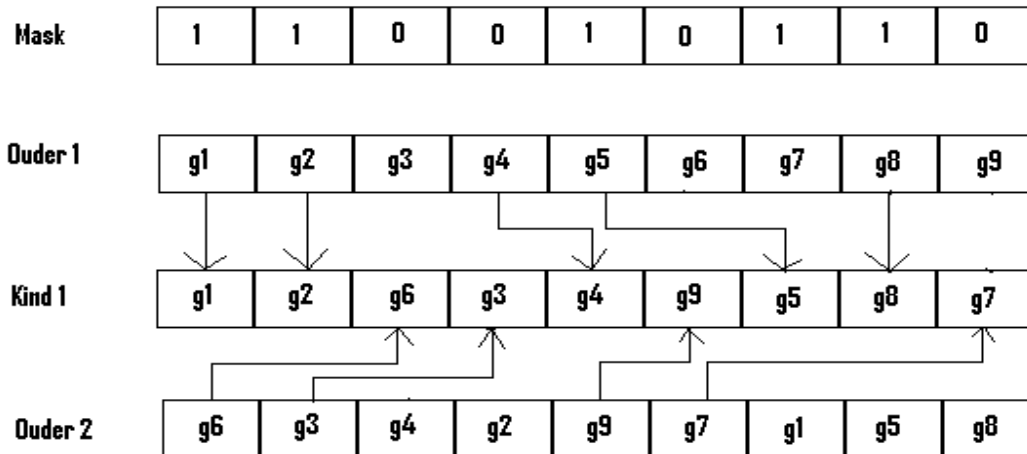 Mask 1 1 0 0 1 0 1 1 0
Ouder 1 g1 g2 g3 g4 g5 g6 g7 g8 g9
Kind 1 g1 g2 g6 g3 g4 g9 g5 g8 g7
Ouder 2 g6 g3 g4 g2 g9 g7 g1 g5 g8